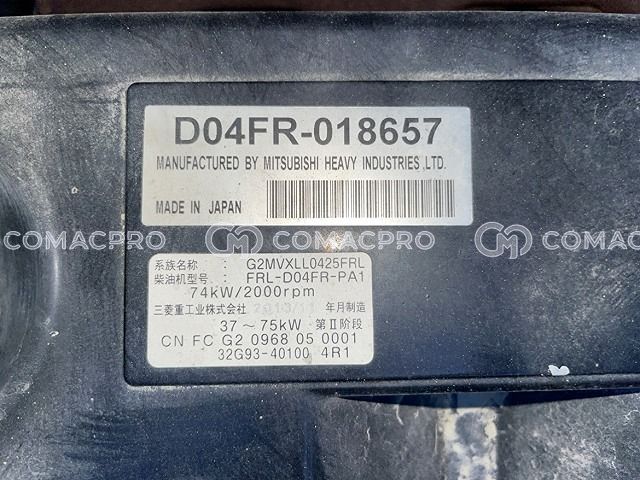 D04FR-018657
MANUFACTURED BY MITSUBISHI HEAVY INDUSTRIES,LTD.
MADE IN JAPAN
COMACPRO
COMACPRO
COMACPRO
系族名称 : G2MVXLL0425FRL
柴油机型号: FRL-D04FR-PA1
74kW/2000rpm
三菱重工业株式会社 年月制造
37～75kW 第Ⅱ阶段
CN FC G2 0968 05 0001
32G93-40100 4R1